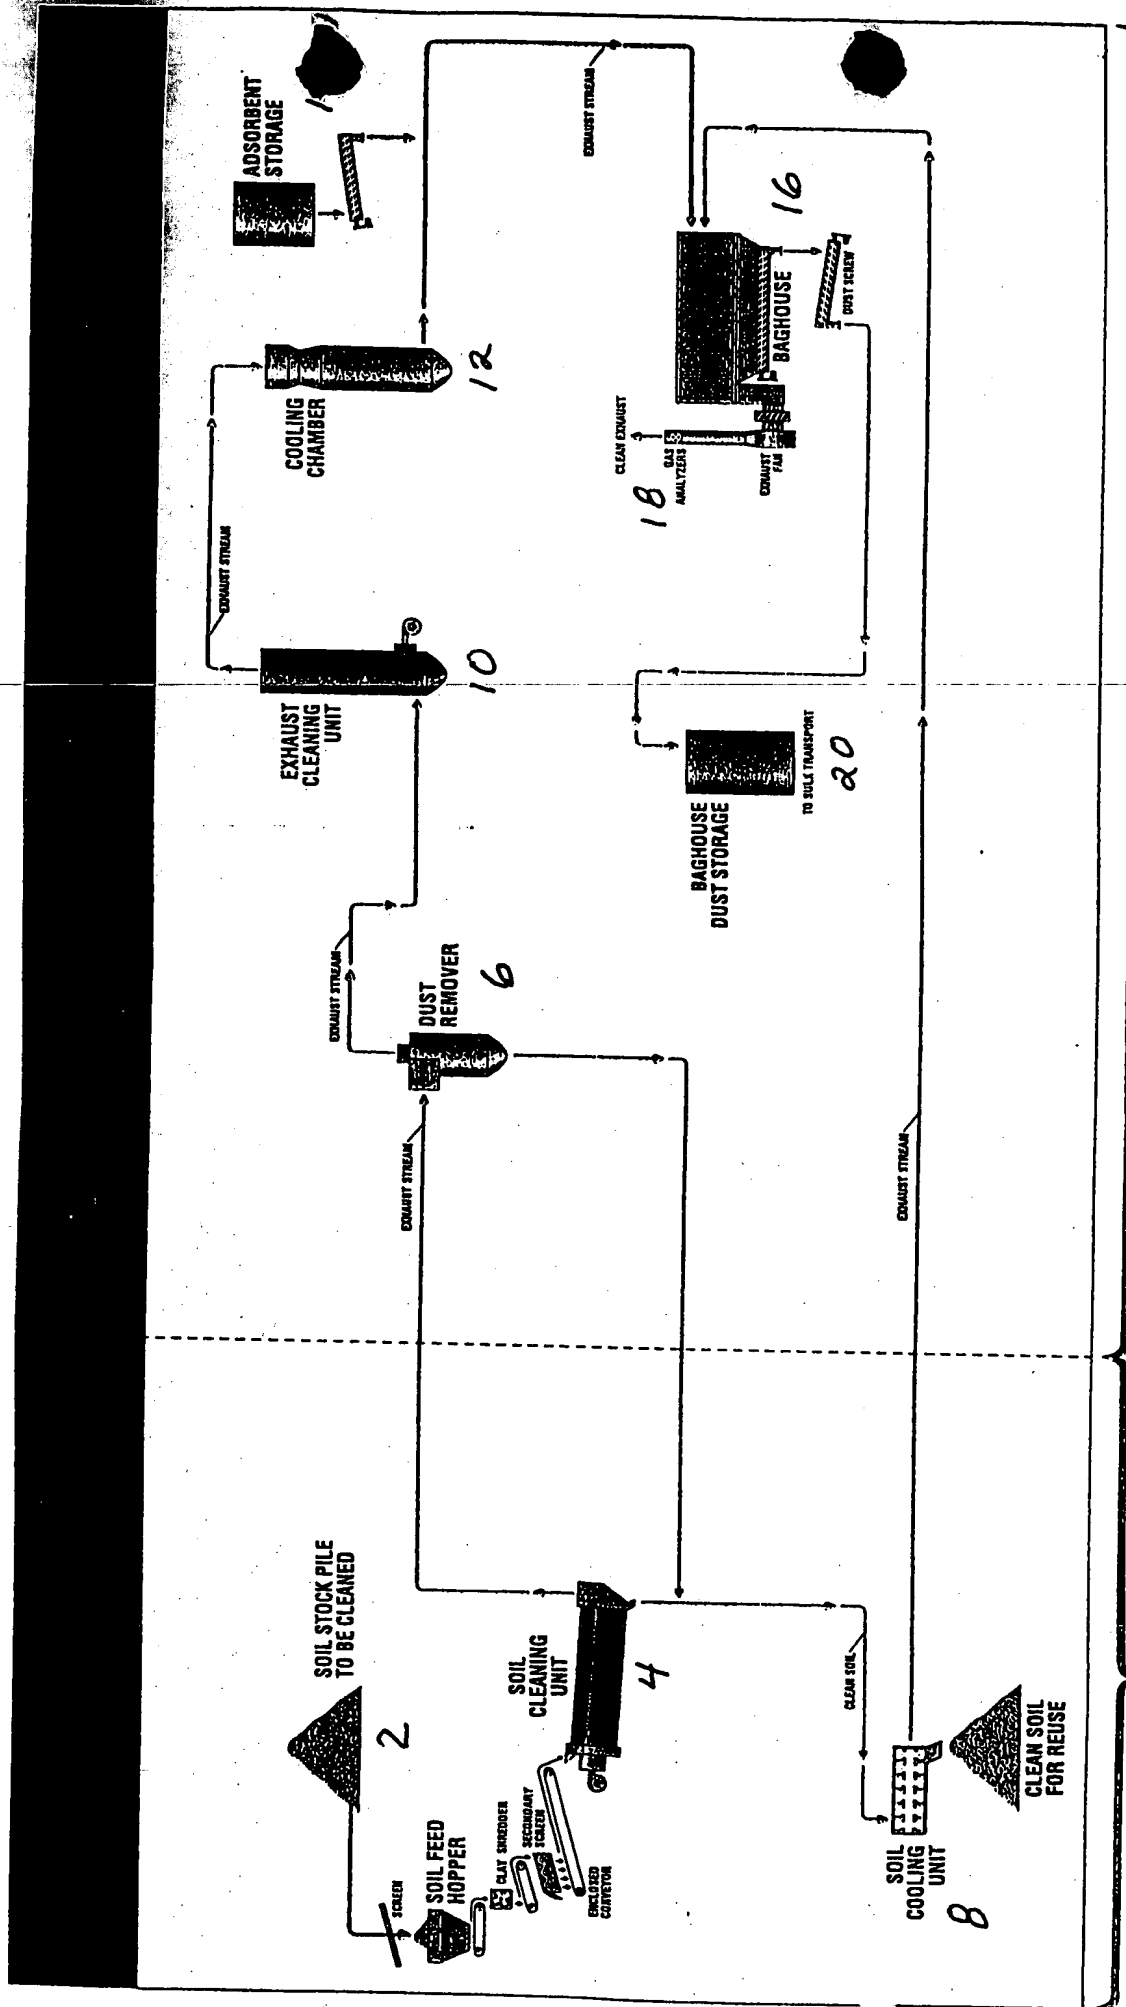 SOIL STOCK PILE
TO BE CLEANED
2
SCREEN
SOIL FEED
HOPPER
CLAY SHREDDER
SECONDARY
SCREEN
ENCLOSED
CONVEYOR
SOIL
CLEANING
UNIT
4
CLEAN SOIL
SOIL
COOLING
UNIT
8
CLEAN SOIL
FOR REUSE
EXHAUST STREAM
DUST
REMOVER
6
EXHAUST STREAM
EXHAUST STREAM
EXHAUST
CLEANING
UNIT
10
EXHAUST STREAM
COOLING
CHAMBER
12
ADSORBENT
STORAGE
EXHAUST STREAM
BAGHOUSE
16
DUST SCREW
CLEAN EXHAUST
GAS
ANALYZERS
18
EXHAUST
FAN
BAGHOUSE
DUST STORAGE
TO BULK TRANSPORT
20